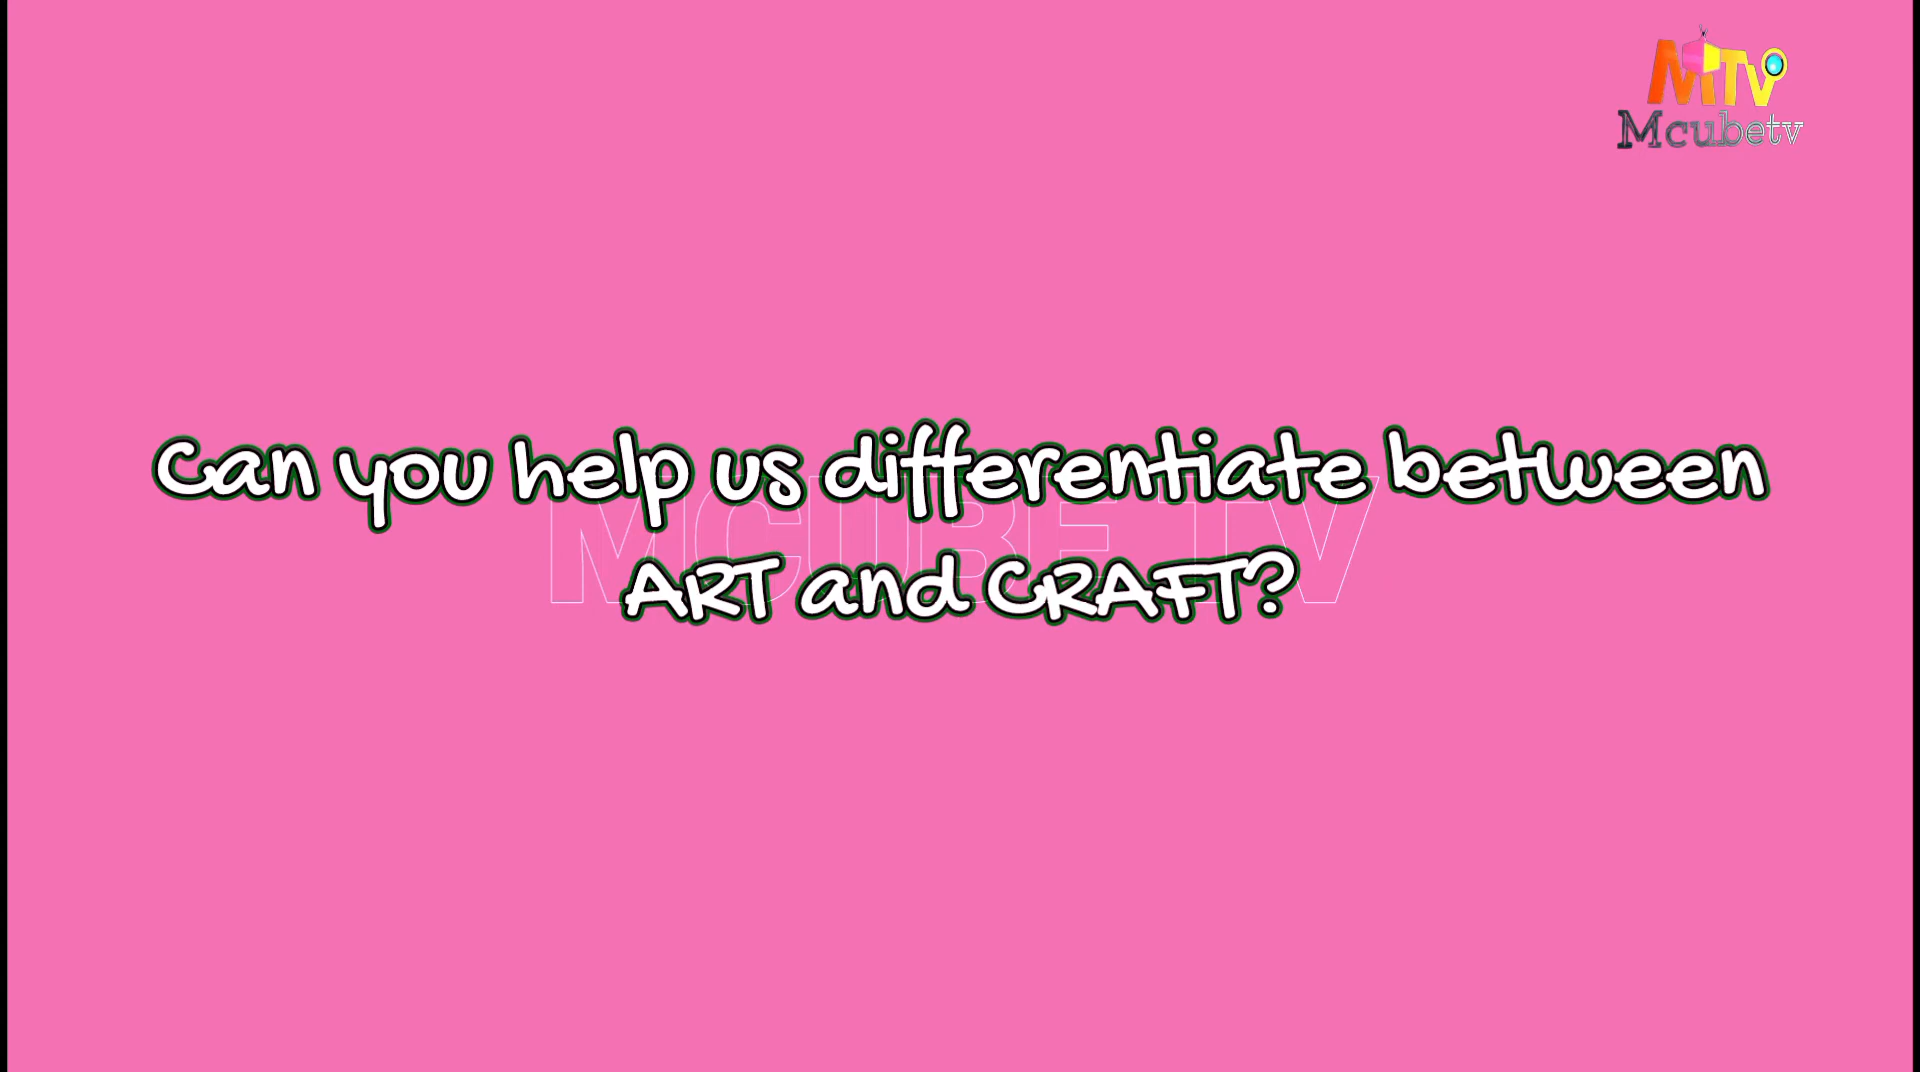 MTV
Mcubetv
Can you help us differentiate between
MCUBE TV
ART and CRAFT?